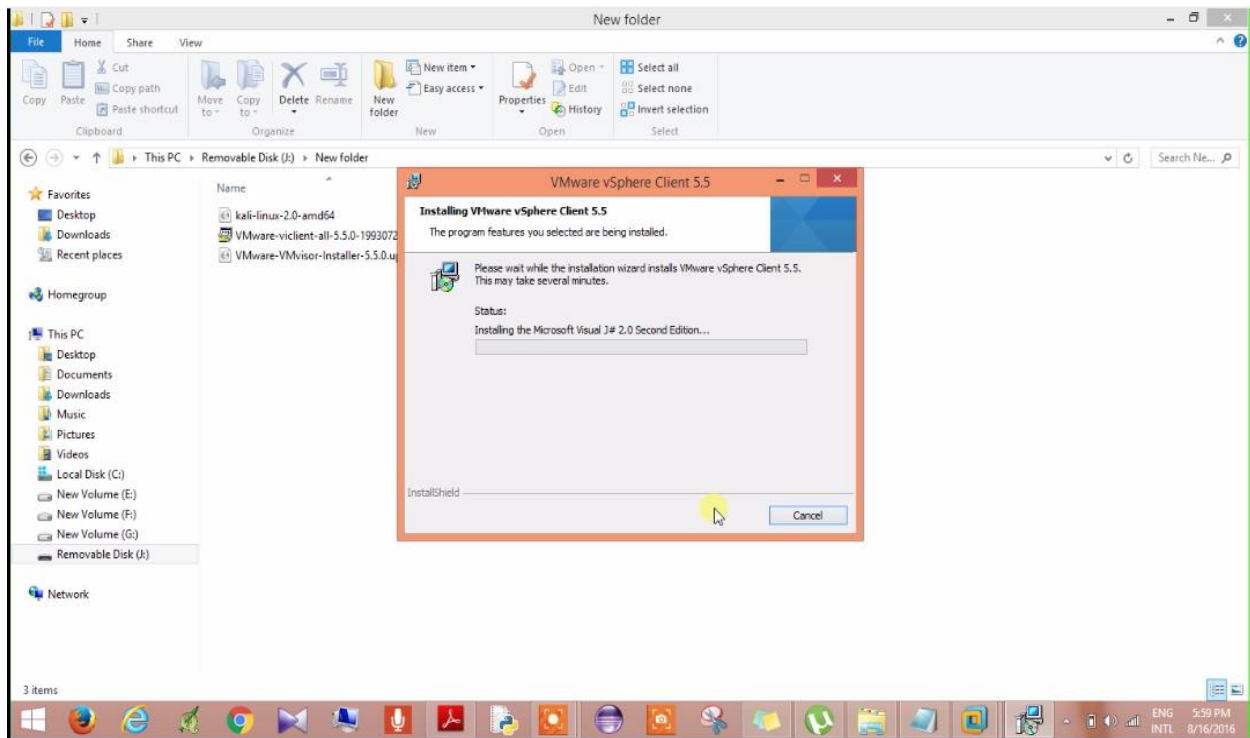 New folder
File Home Share View
Copy
Paste
Cut
Copy path
Paste shortcut
Clipboard
Move to
Copy to
Delete
Rename
Organize
New folder
New item
Easy access
New
Properties
Open
Edit
History
Open
Select all
Select none
Invert selection
Select
This PC Removable Disk (J:) New folder
Search Ne...
Favorites
Desktop
Downloads
Recent places
Homegroup
This PC
Desktop
Documents
Downloads
Music
Pictures
Videos
Local Disk (C:)
New Volume (E:)
New Volume (F:)
New Volume (G:)
Removable Disk (J:)
Network
Name
kali-linux-2.0-amd64
VMware-viclient-all-5.5.0-1993072
VMware-VMvisor-Installer-5.5.0.up
VMware vSphere Client 5.5
Installing VMware vSphere Client 5.5
The program features you selected are being installed.
Please wait while the installation wizard installs VMware vSphere Client 5.5.
This may take several minutes.
Status:
Installing the Microsoft Visual J# 2.0 Second Edition...
InstallShield
Cancel
3 items
ENG 5:59 PM
INTL 8/16/2016